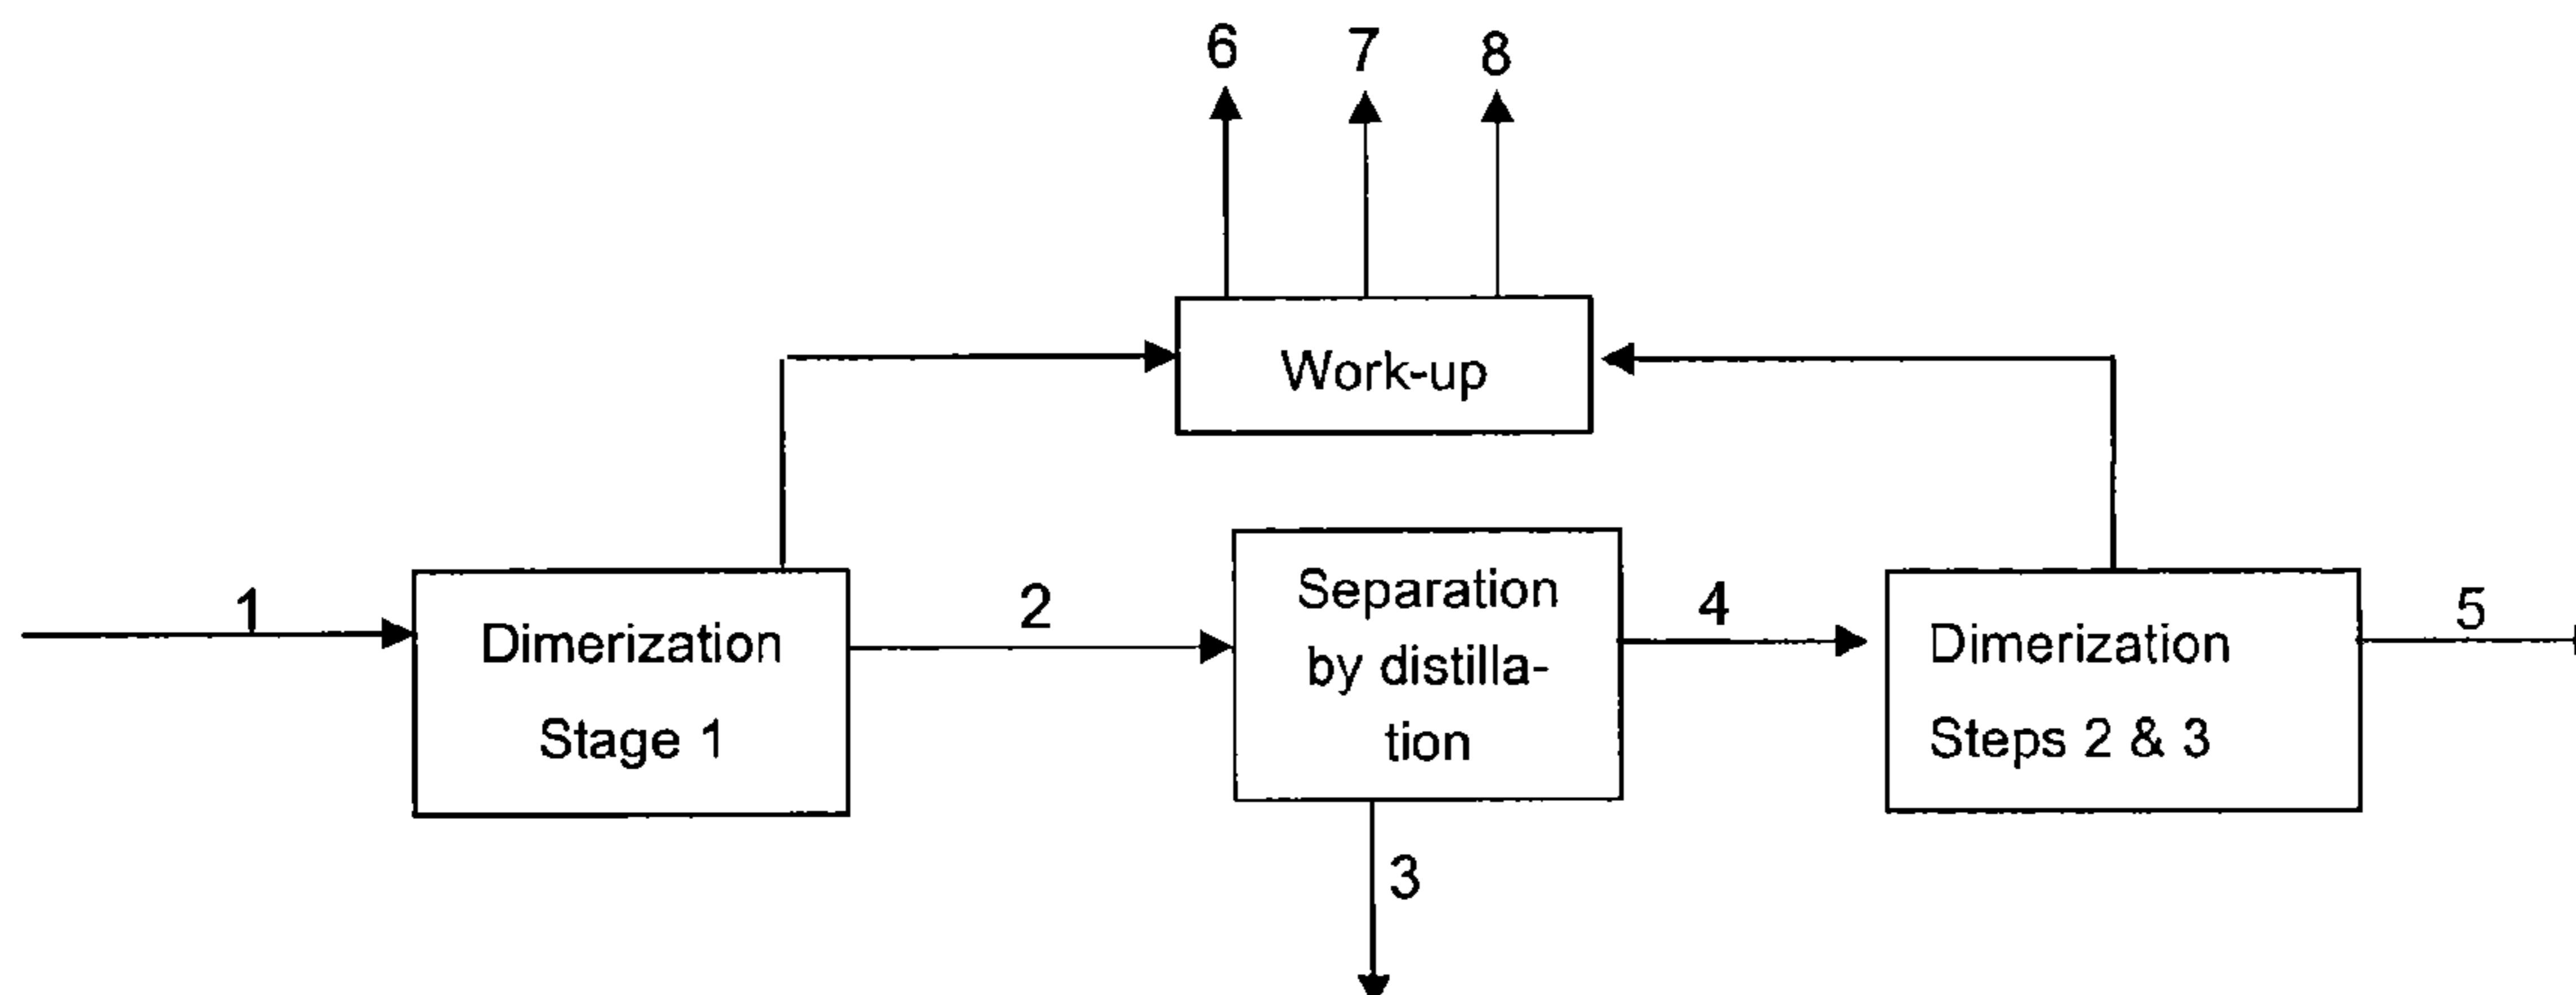 6 7 8
Work-up
1
Dimerization
Stage 1
2
Separation
by distilla-
tion
3
4
Dimerization
Steps 2 & 3
5